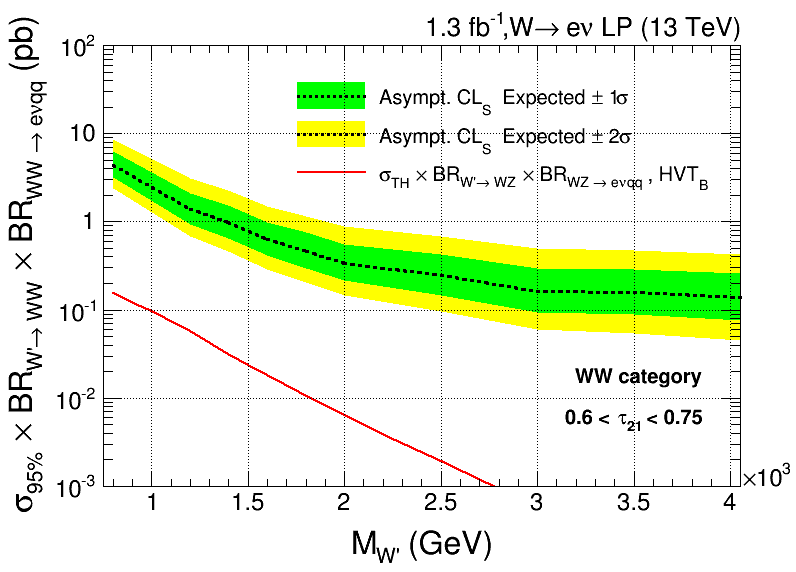 1.3 fb⁻¹,W→ eν LP (13 TeV)
σ95% × BRW'→ WW × BRWW → eνqq (pb)
10²
10
1
10⁻¹
10⁻²
10⁻³
Asympt. CLS Expected ± 1σ
Asympt. CLS Expected ± 2σ
σTH × BRW'→ WZ × BRWZ → eνqq , HVTB
WW category
0.6 < τ21 < 0.75
1 1.5 2 2.5 3 3.5 4
×10³
MW' (GeV)